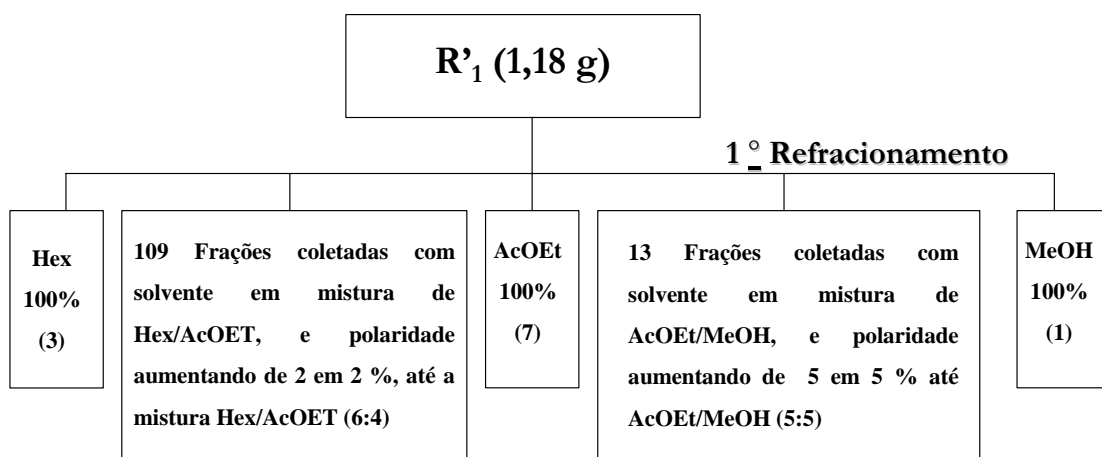 R’1 (1,18 g)
1 º Refracionamento
Hex
100%
(3)
109 Frações coletadas com
solvente em mistura de
Hex/AcOET, e polaridade
aumentando de 2 em 2 %, até a
mistura Hex/AcOET (6:4)
AcOEt
100%
(7)
13 Frações coletadas com
solvente em mistura de
AcOEt/MeOH, e polaridade
aumentando de 5 em 5 % até
AcOEt/MeOH (5:5)
MeOH
100%
(1)